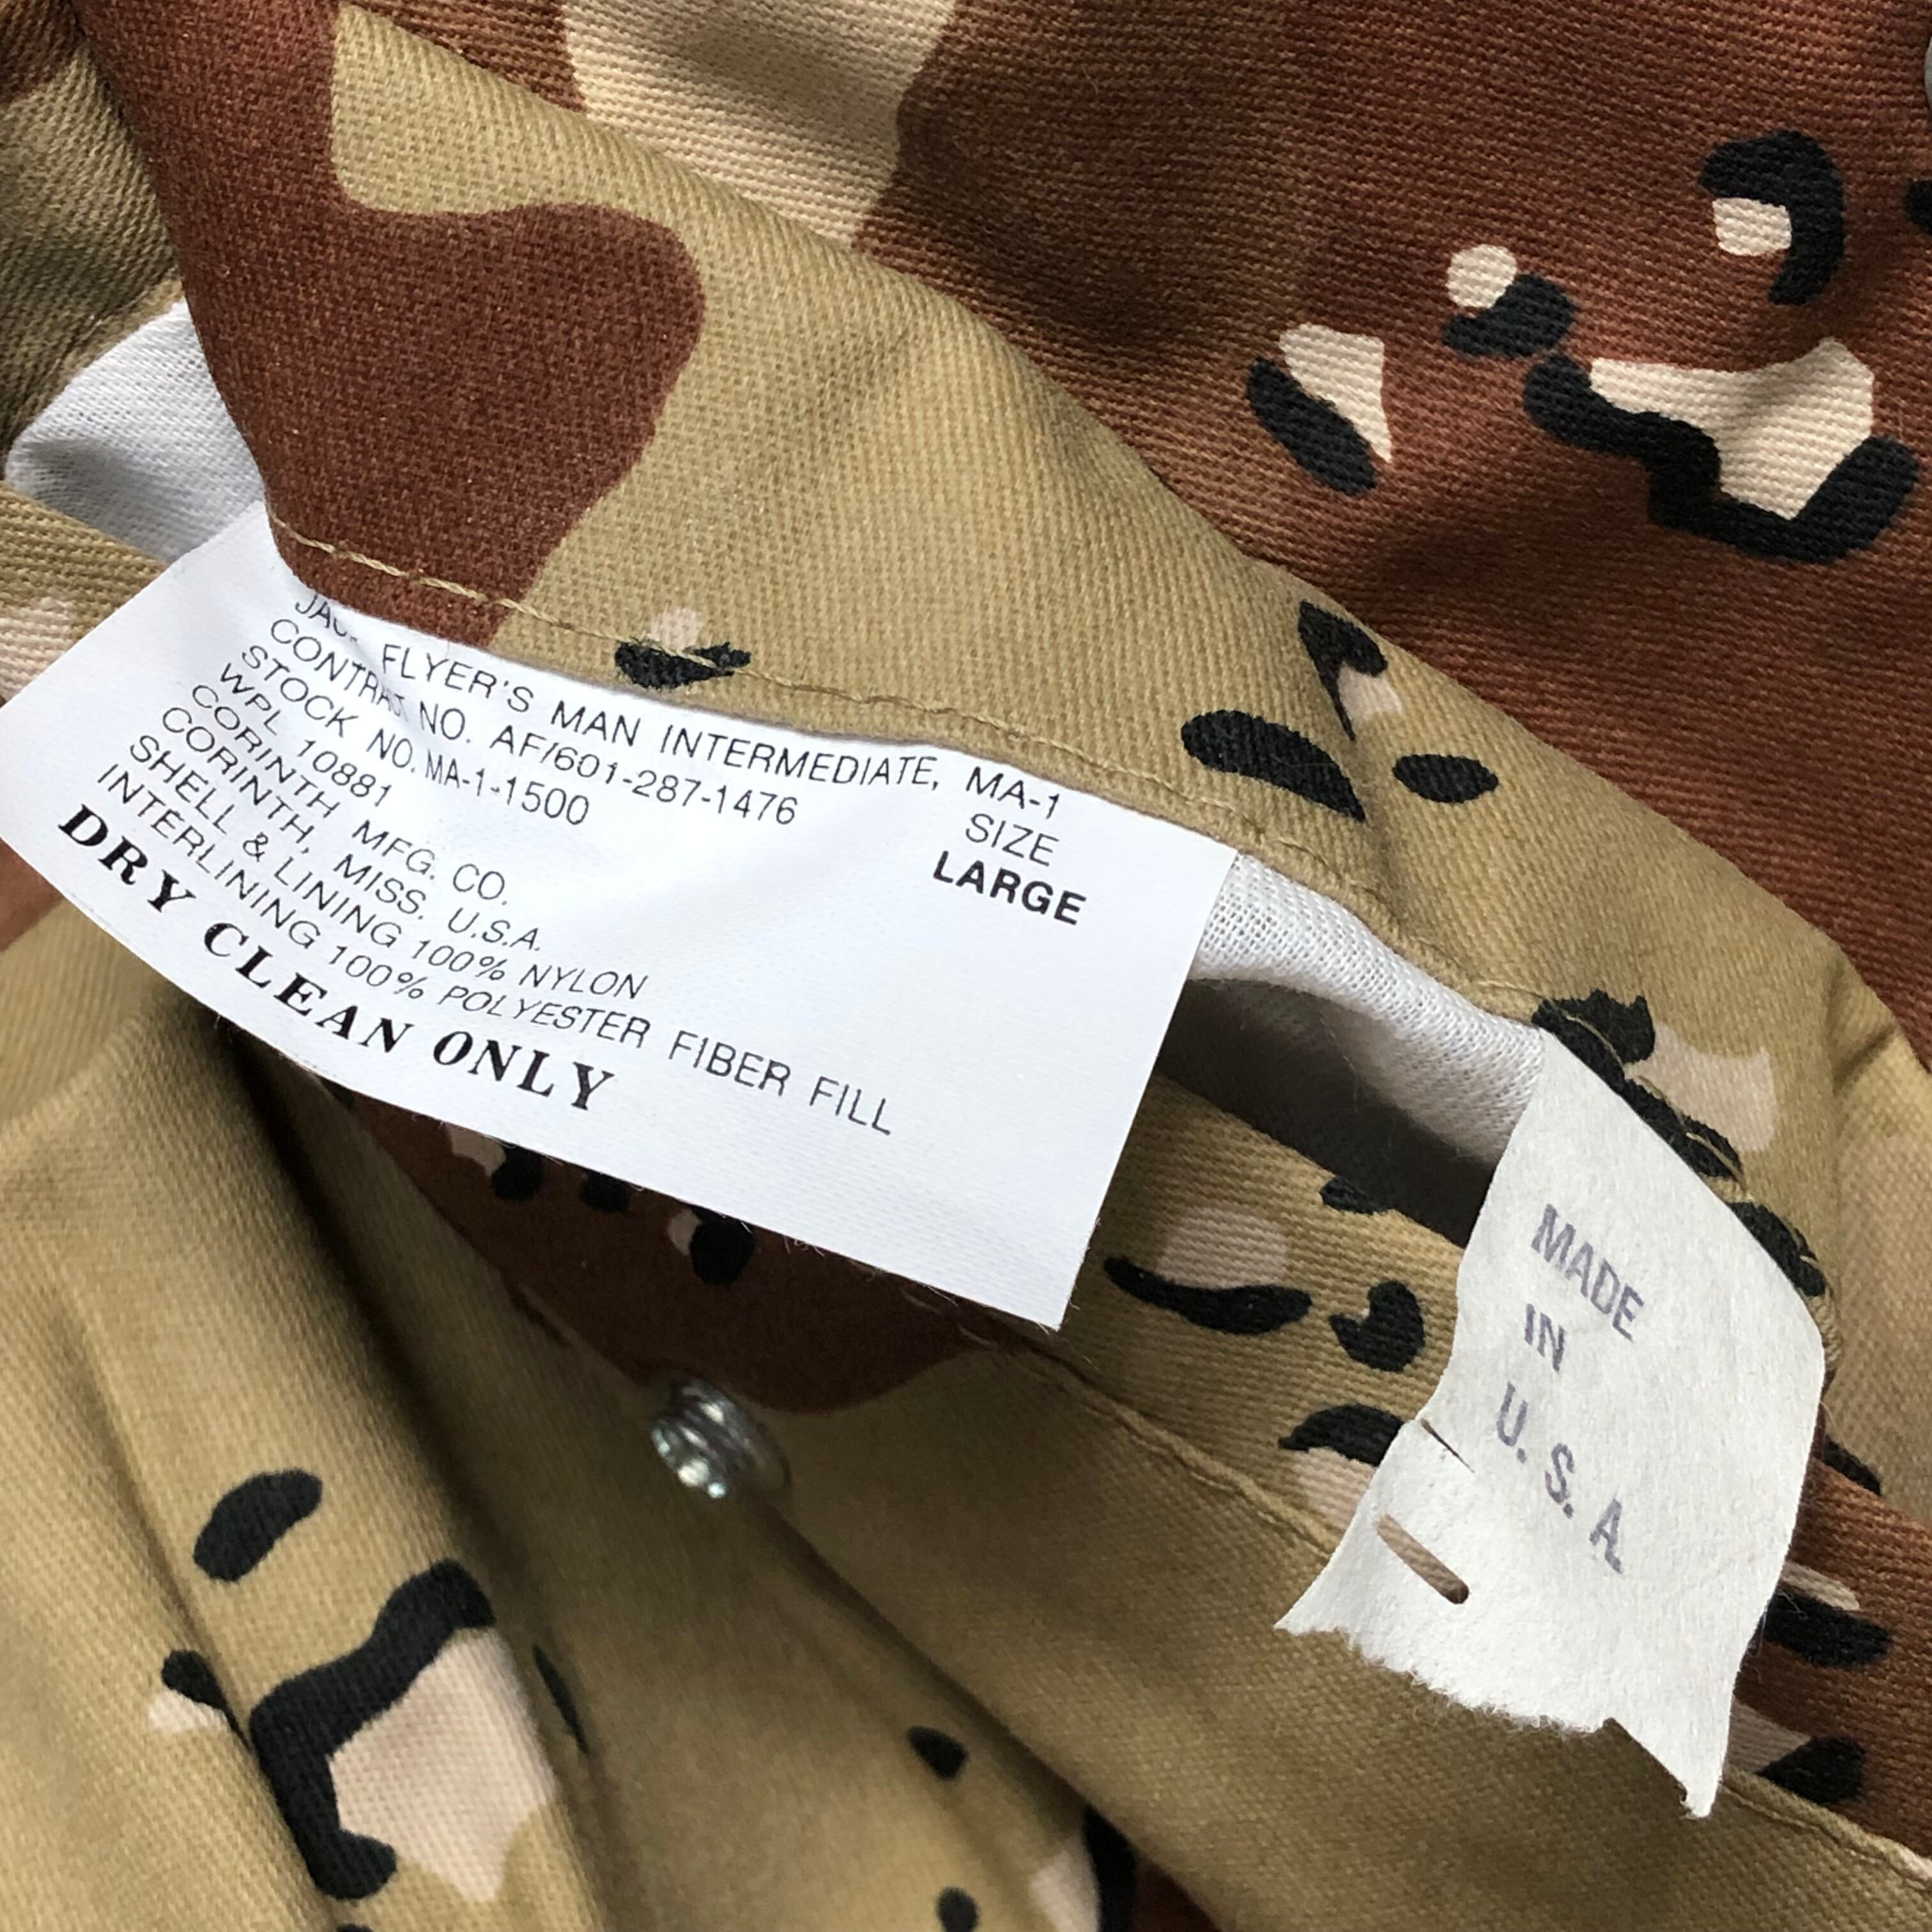 FLYER'S MAN INTERMEDIATE, MA-1
CONTRACT NO. AF/601-287-1476
STOCK NO. MA-1-1500
SIZE
LARGE
WPL 10881
CORINTH MFG. CO.
CORINTH, MISS. U.S.A.
SHELL & LINING 100% NYLON
INTERLINING 100% POLYESTER FIBER FILL
DRY CLEAN ONLY
MADE
IN
U. S. A.